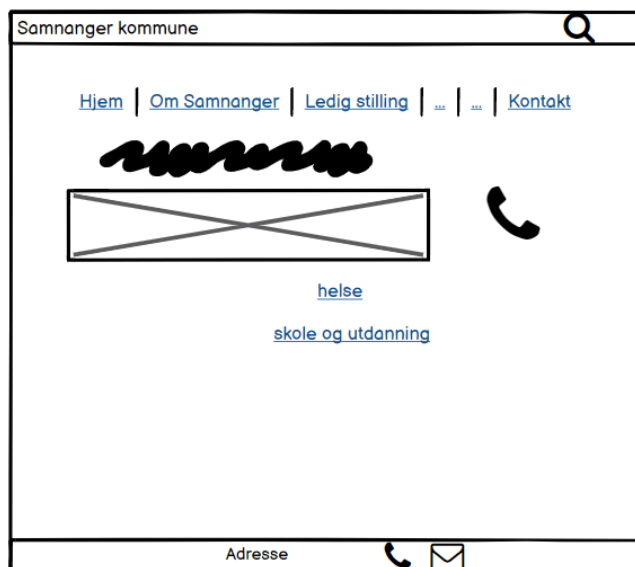 Samnanger kommune
Hjem | Om Samnanger | Ledig stilling | ... | ... | Kontakt
helse
skole og utdanning
Adresse